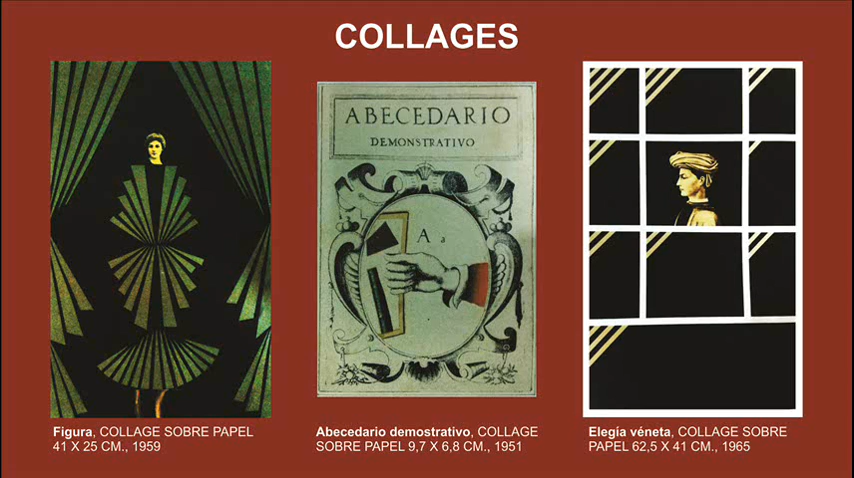 COLLAGES
ABECEDARIO
DEMONSTRATIVO
A a
Figura, COLLAGE SOBRE PAPEL
41 X 25 CM., 1959
Abecedario demostrativo, COLLAGE
SOBRE PAPEL 9,7 X 6,8 CM., 1951
Elegía véneta, COLLAGE SOBRE
PAPEL 62,5 X 41 CM., 1965